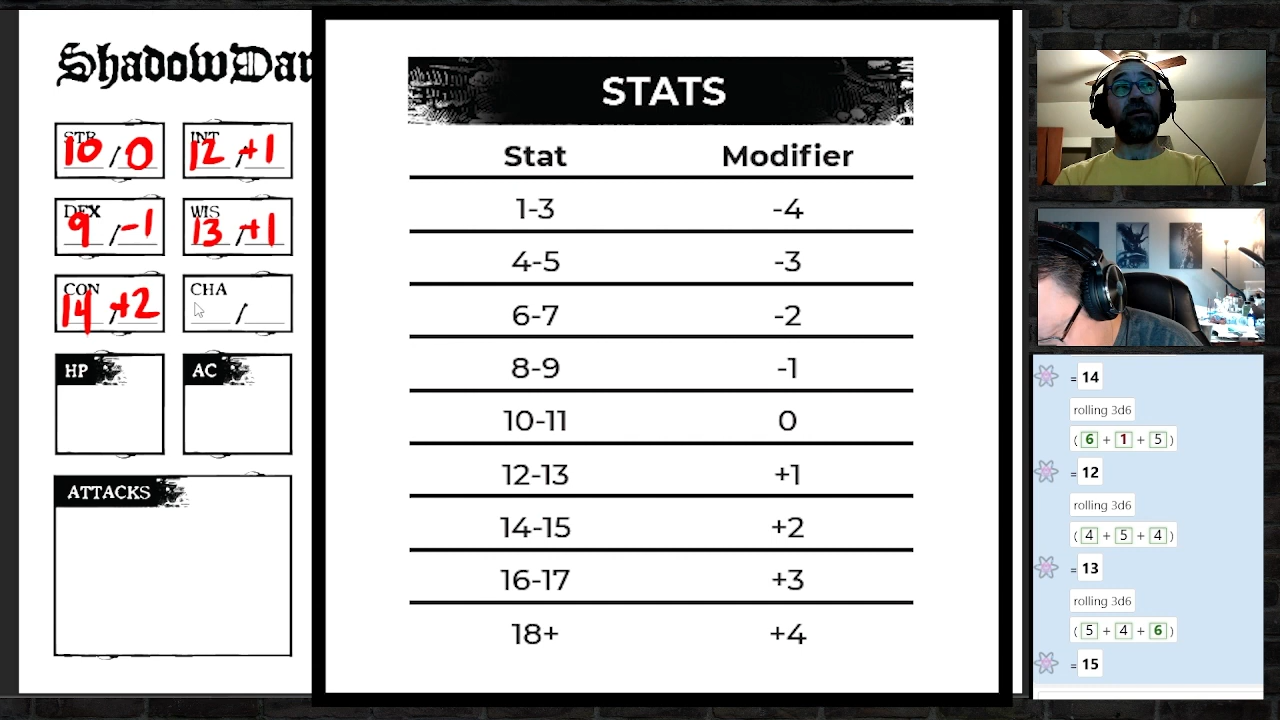 ShadowDar
STR
10 / 0
INT
12 / +1
DEX
9 / -1
WIS
13 / +1
CON
14 / +2
CHA
/
HP
AC
ATTACKS
STATS
Stat Modifier
1-3 -4
4-5 -3
6-7 -2
8-9 -1
10-11 0
12-13 +1
14-15 +2
16-17 +3
18+ +4
= 14
rolling 3d6
( 6 + 1 + 5 )
= 12
rolling 3d6
( 4 + 5 + 4 )
= 13
rolling 3d6
( 5 + 4 + 6 )
= 15